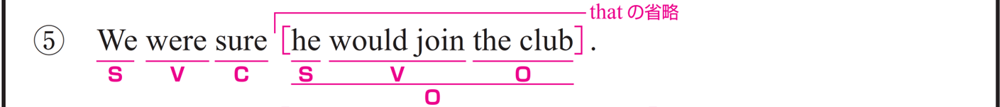 thatの省略
⑤ We were sure [he would join the club].
S V C S V O
O